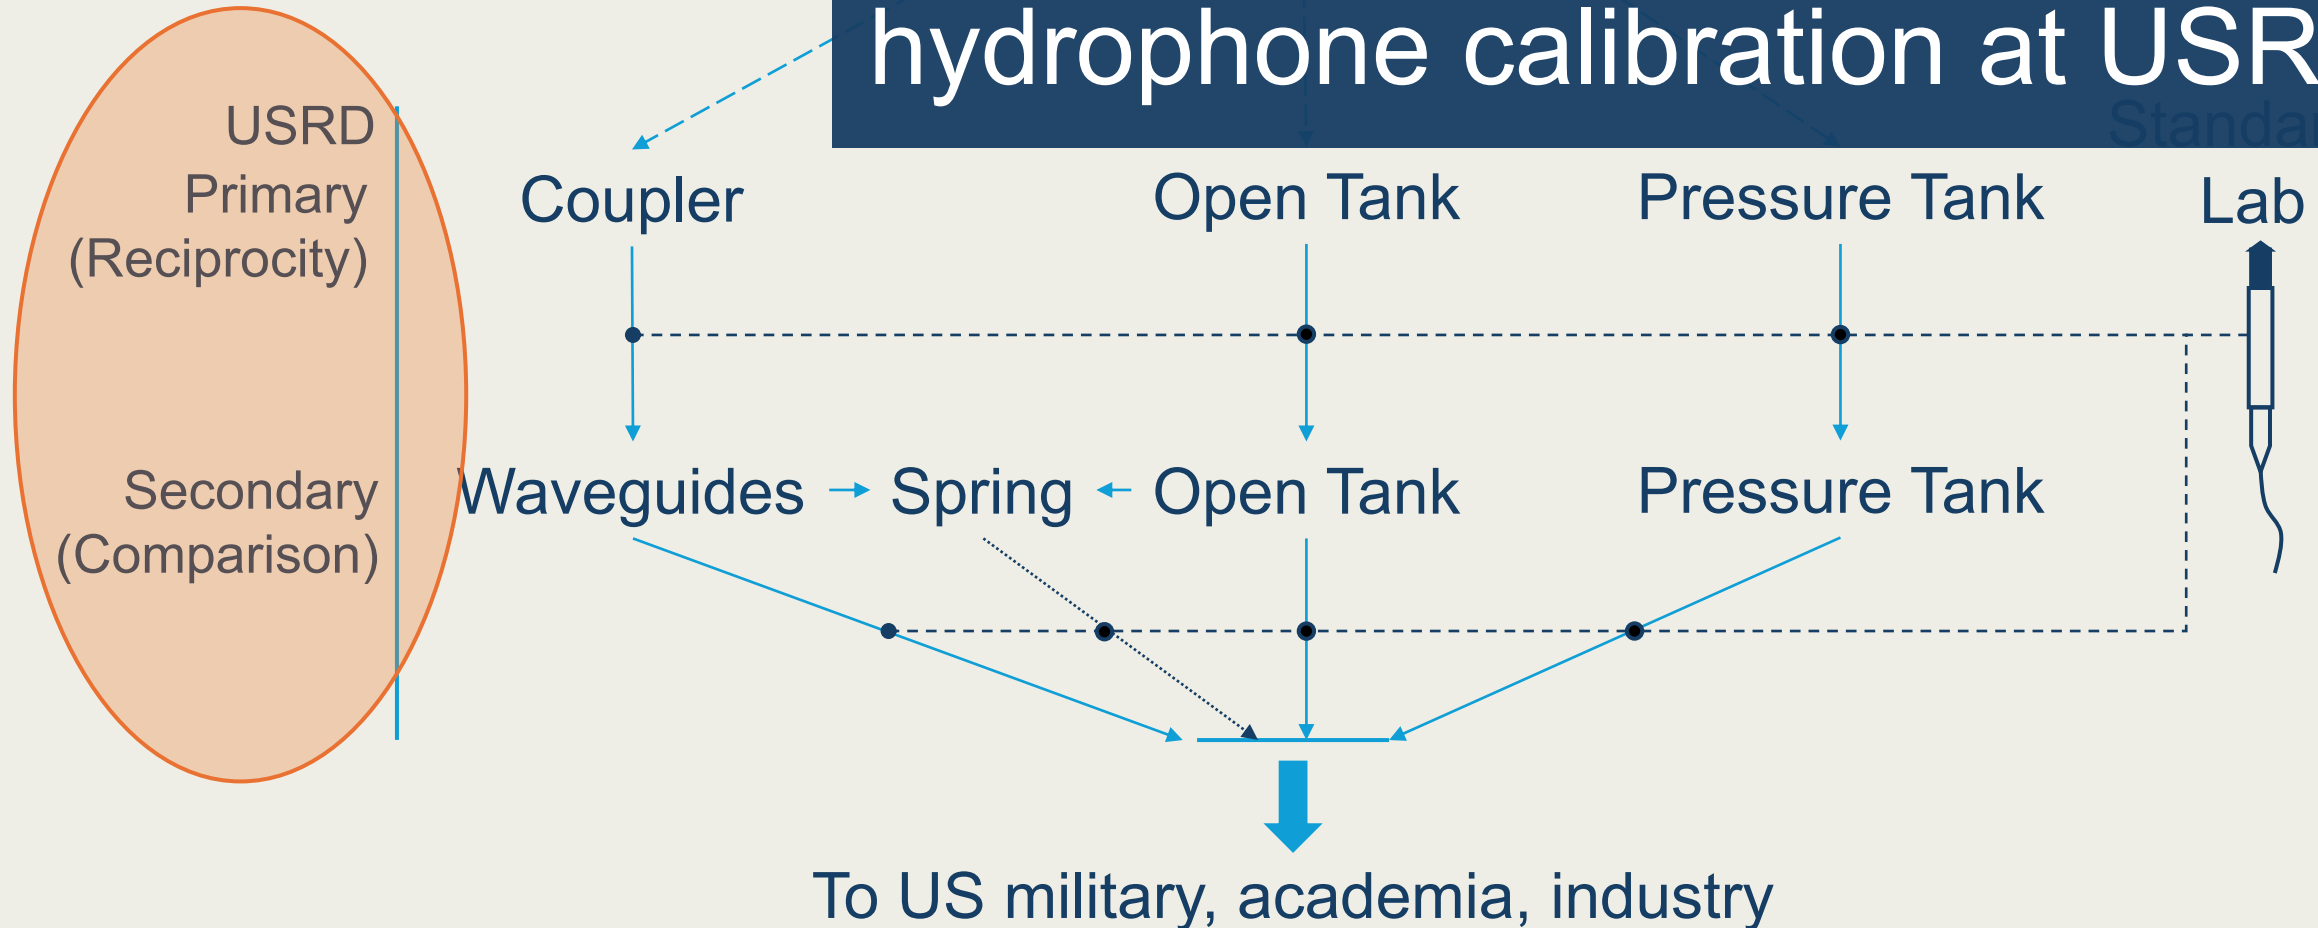 hydrophone calibration at USR
USRD
Primary
(Reciprocity)
Coupler
Open Tank
Pressure Tank
Lab
Secondary
(Comparison)
Waveguides
Spring
Open Tank
Pressure Tank
To US military, academia, industry